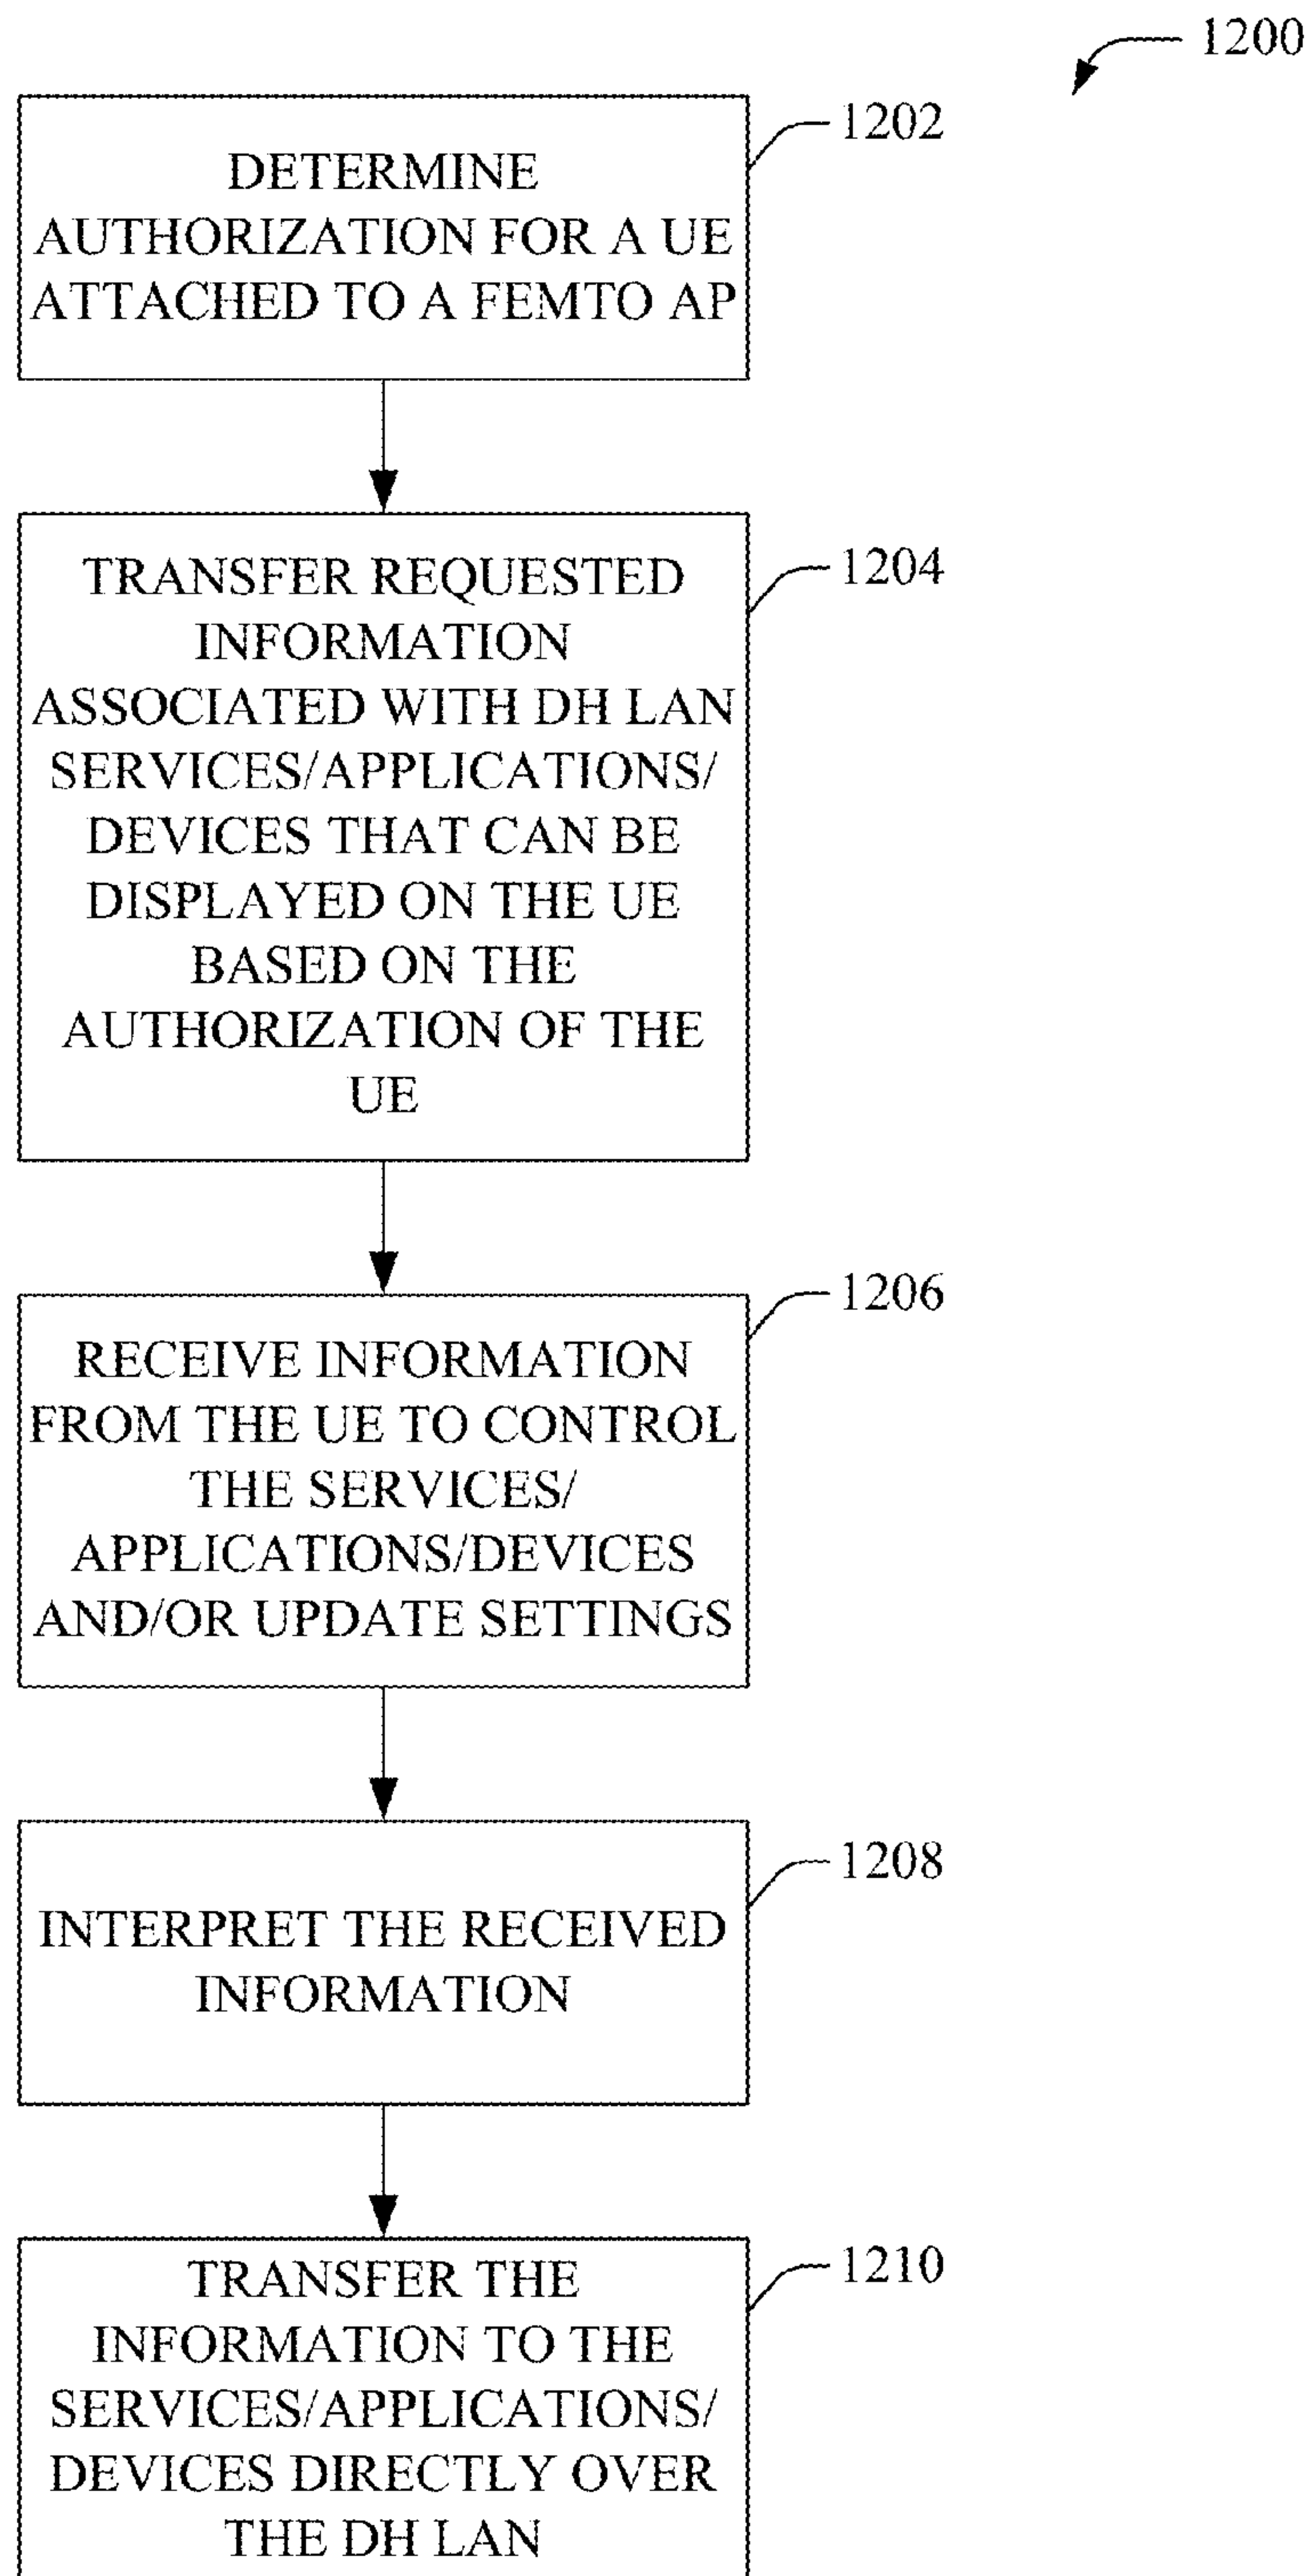 1200
1202
DETERMINE
AUTHORIZATION FOR A UE
ATTACHED TO A FEMTO AP
1204
TRANSFER REQUESTED
INFORMATION
ASSOCIATED WITH DH LAN
SERVICES/APPLICATIONS/
DEVICES THAT CAN BE
DISPLAYED ON THE UE
BASED ON THE
AUTHORIZATION OF THE
UE
1206
RECEIVE INFORMATION
FROM THE UE TO CONTROL
THE SERVICES/
APPLICATIONS/DEVICES
AND/OR UPDATE SETTINGS
1208
INTERPRET THE RECEIVED
INFORMATION
1210
TRANSFER THE
INFORMATION TO THE
SERVICES/APPLICATIONS/
DEVICES DIRECTLY OVER
THE DH LAN